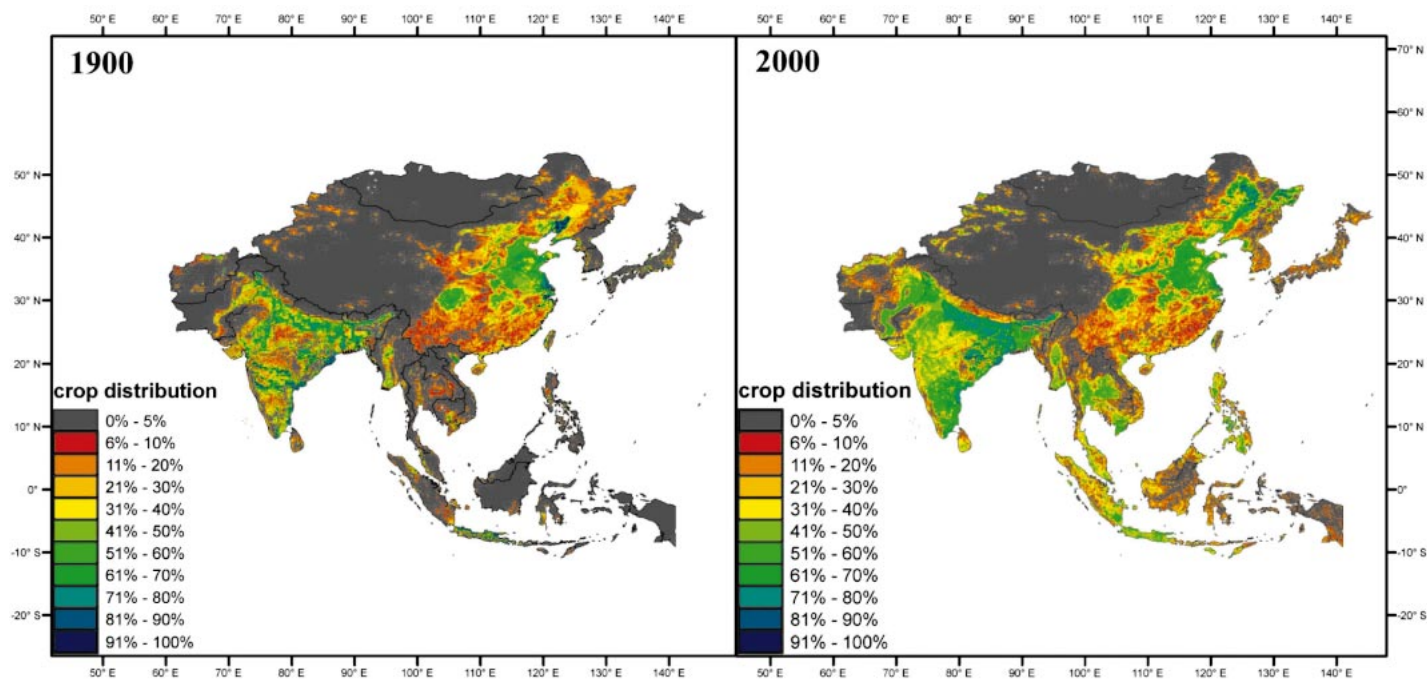 50° E 60° E 70° E 80° E 90° E 100° E 110° E 120° E 130° E 140° E 50° E 60° E 70° E 80° E 90° E 100° E 110° E 120° E 130° E 140° E
1900
2000
70° N
60° N
50° N 50° N
40° N 40° N
30° N 30° N
20° N 20° N
10° N 10° N
0° 0°
-10° S -10° S
-20° S -20° S
crop distribution
0% - 5%
6% - 10%
11% - 20%
21% - 30%
31% - 40%
41% - 50%
51% - 60%
61% - 70%
71% - 80%
81% - 90%
91% - 100%
crop distribution
0% - 5%
6% - 10%
11% - 20%
21% - 30%
31% - 40%
41% - 50%
51% - 60%
61% - 70%
71% - 80%
81% - 90%
91% - 100%
50° E 60° E 70° E 80° E 90° E 100° E 110° E 120° E 130° E 140° E 50° E 60° E 70° E 80° E 90° E 100° E 110° E 120° E 130° E 140° E